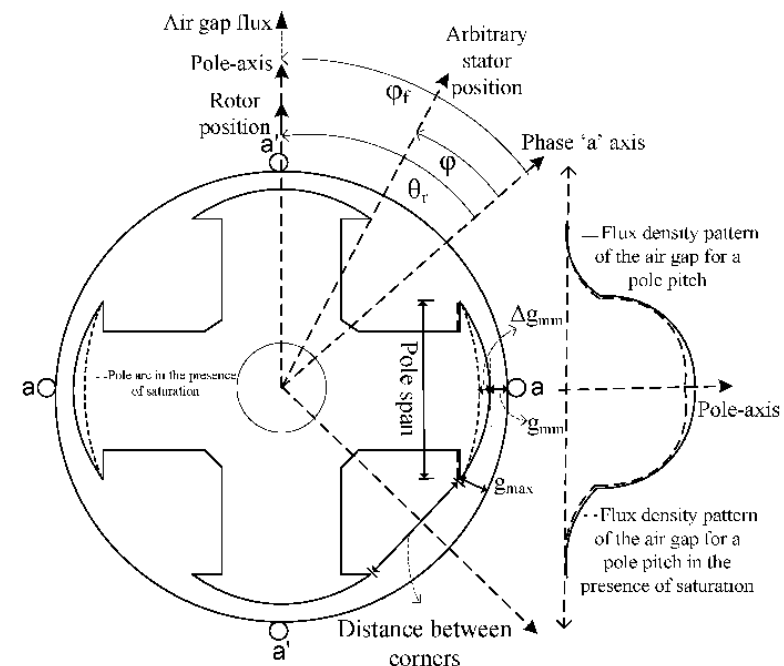 Air gap flux
Pole-axis
Rotor
position
a'
Arbitrary
stator
position
φf
φ
θr
Phase ‘a’ axis
Flux density pattern
of the air gap for a
pole pitch
Δgmin
Pole arc in the presence
of saturation
Pole span
a
a
gmin
Pole-axis
gmax
Flux density pattern
of the air gap for a
pole pitch in the
presence of saturation
a'
Distance between
corners